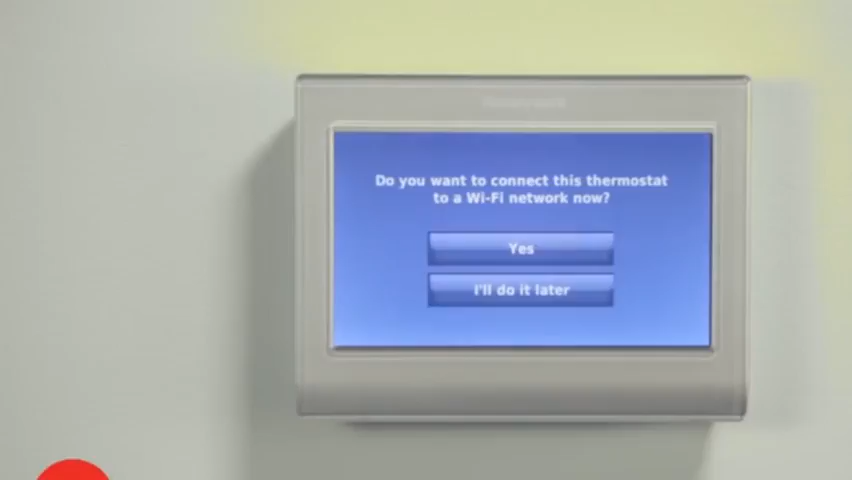 Do you want to connect this thermostat
to a Wi-Fi network now?
Yes
I'll do it later